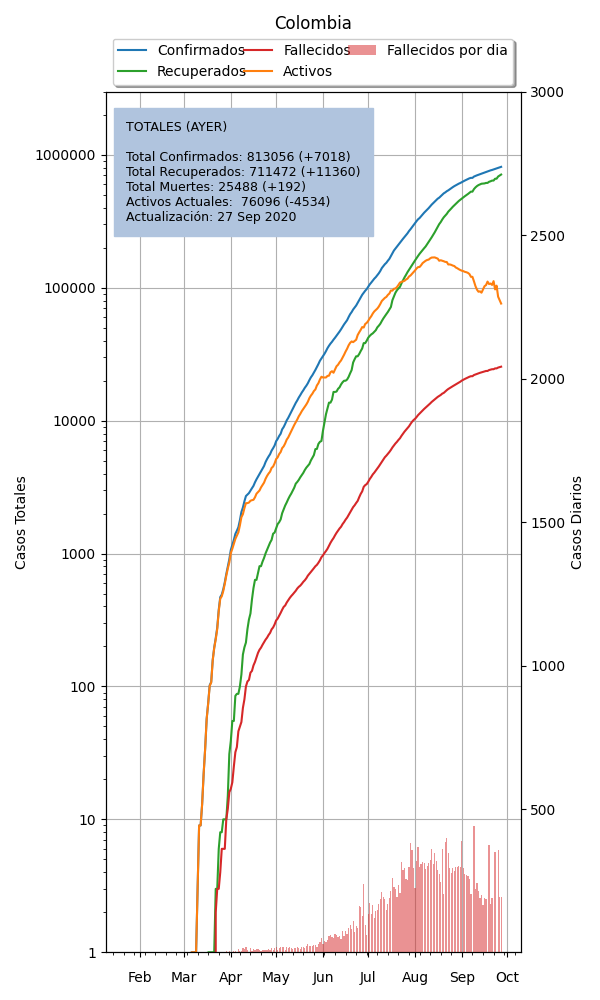 Colombia
Confirmados Fallecidos Fallecidos por dia
Recuperados Activos
TOTALES (AYER)
Total Confirmados: 813056 (+7018)
Total Recuperados: 711472 (+11360)
Total Muertes: 25488 (+192)
Activos Actuales:  76096 (-4534)
Actualización: 27 Sep 2020
Casos Totales
1000000
100000
10000
1000
100
10
1
3000
2500
2000
1500
1000
500
Casos Diarios
Feb Mar Apr May Jun Jul Aug Sep Oct